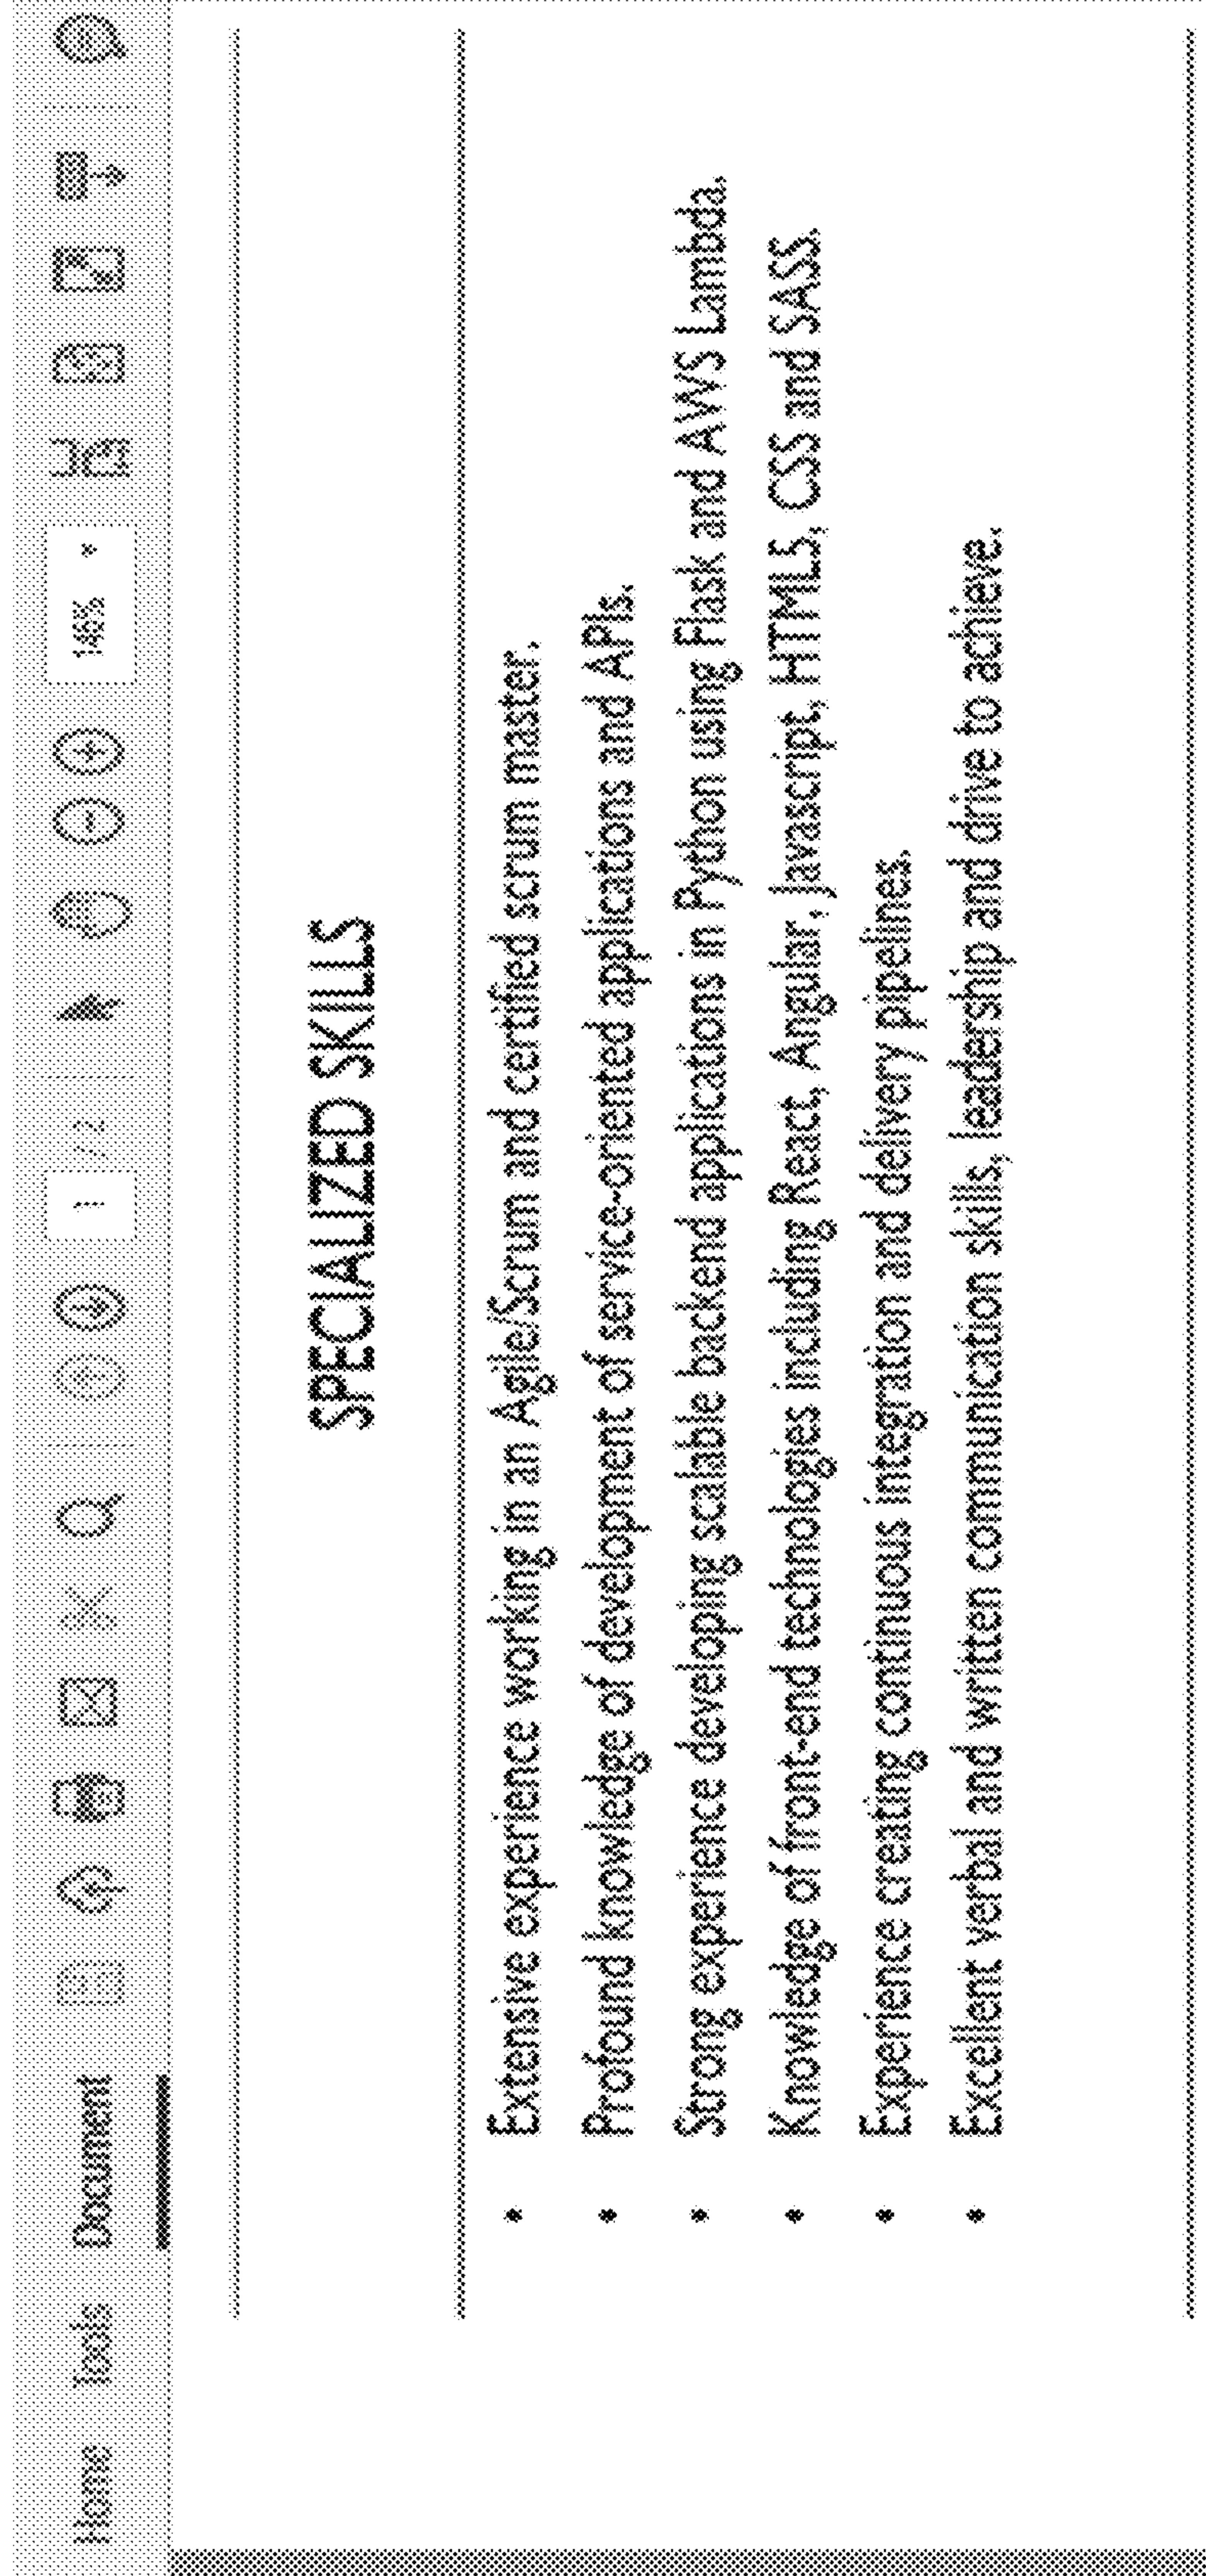 Home Tools Document 1 / 2 146%
SPECIALIZED SKILLS
• Extensive experience working in an Agile/Scrum and certified scrum master.
• Profound knowledge of development of service-oriented applications and APIs.
• Strong experience developing scalable backend applications in Python using Flask and AWS Lambda.
• Knowledge of front-end technologies including React, Angular, Javascript, HTML5, CSS and SASS.
• Experience creating continuous integration and delivery pipelines.
• Excellent verbal and written communication skills, leadership and drive to achieve.